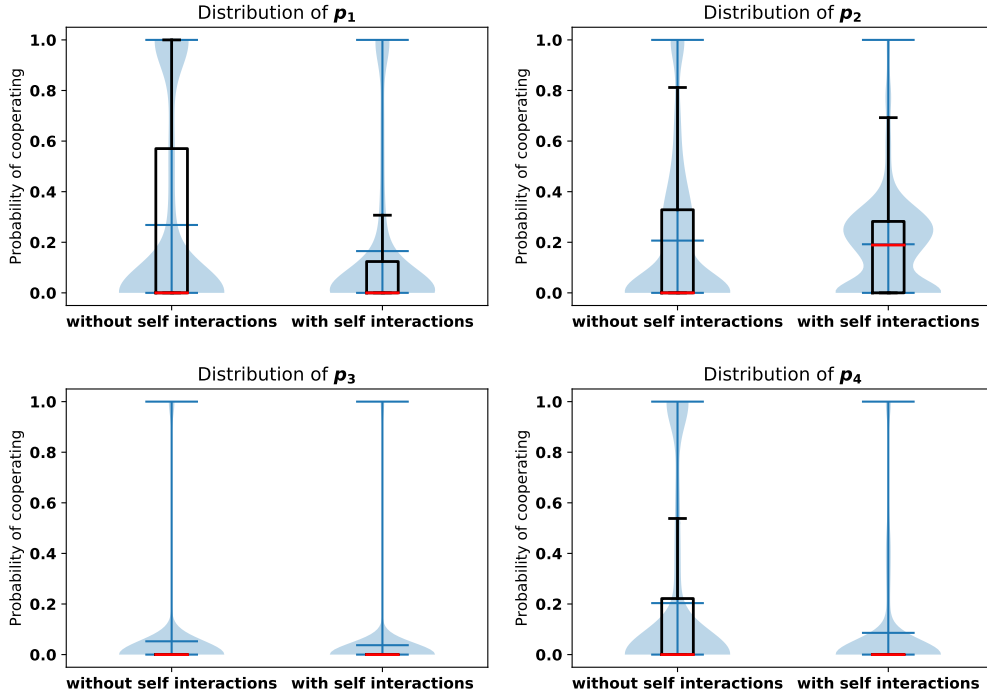 Distribution of p1
Probability of cooperating
1.0
0.8
0.6
0.4
0.2
0.0
without self interactions with self interactions
Distribution of p2
Probability of cooperating
1.0
0.8
0.6
0.4
0.2
0.0
without self interactions with self interactions
Distribution of p3
Probability of cooperating
1.0
0.8
0.6
0.4
0.2
0.0
without self interactions with self interactions
Distribution of p4
Probability of cooperating
1.0
0.8
0.6
0.4
0.2
0.0
without self interactions with self interactions